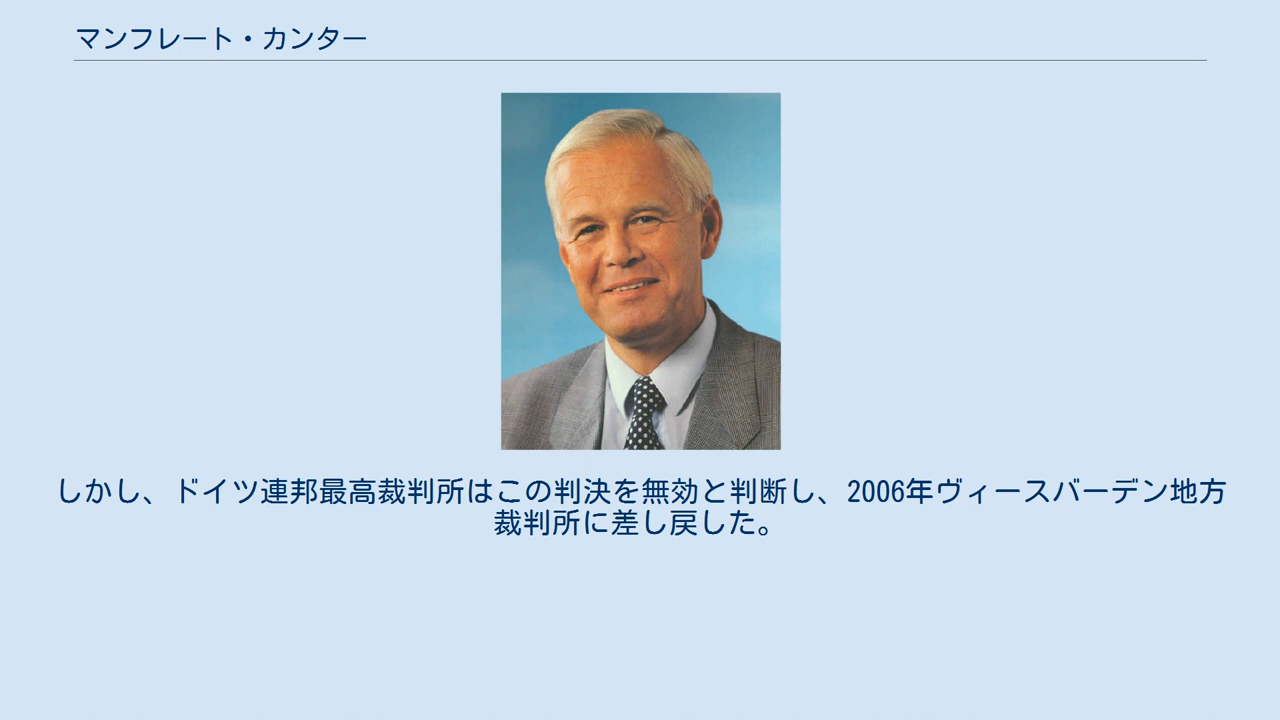 マンフレート・カンター
しかし、ドイツ連邦最高裁判所はこの判決を無効と判断し、2006年ヴィースバーデン地方
裁判所に差し戻した。